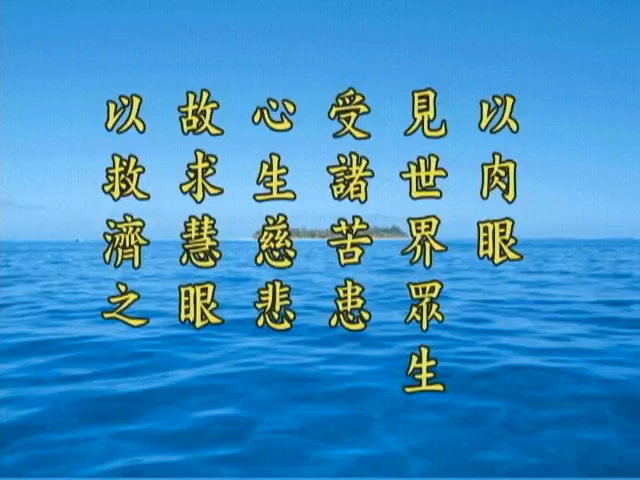 以肉眼
見世界眾生
受諸苦患
心生慈悲
故求慧眼
以救濟之